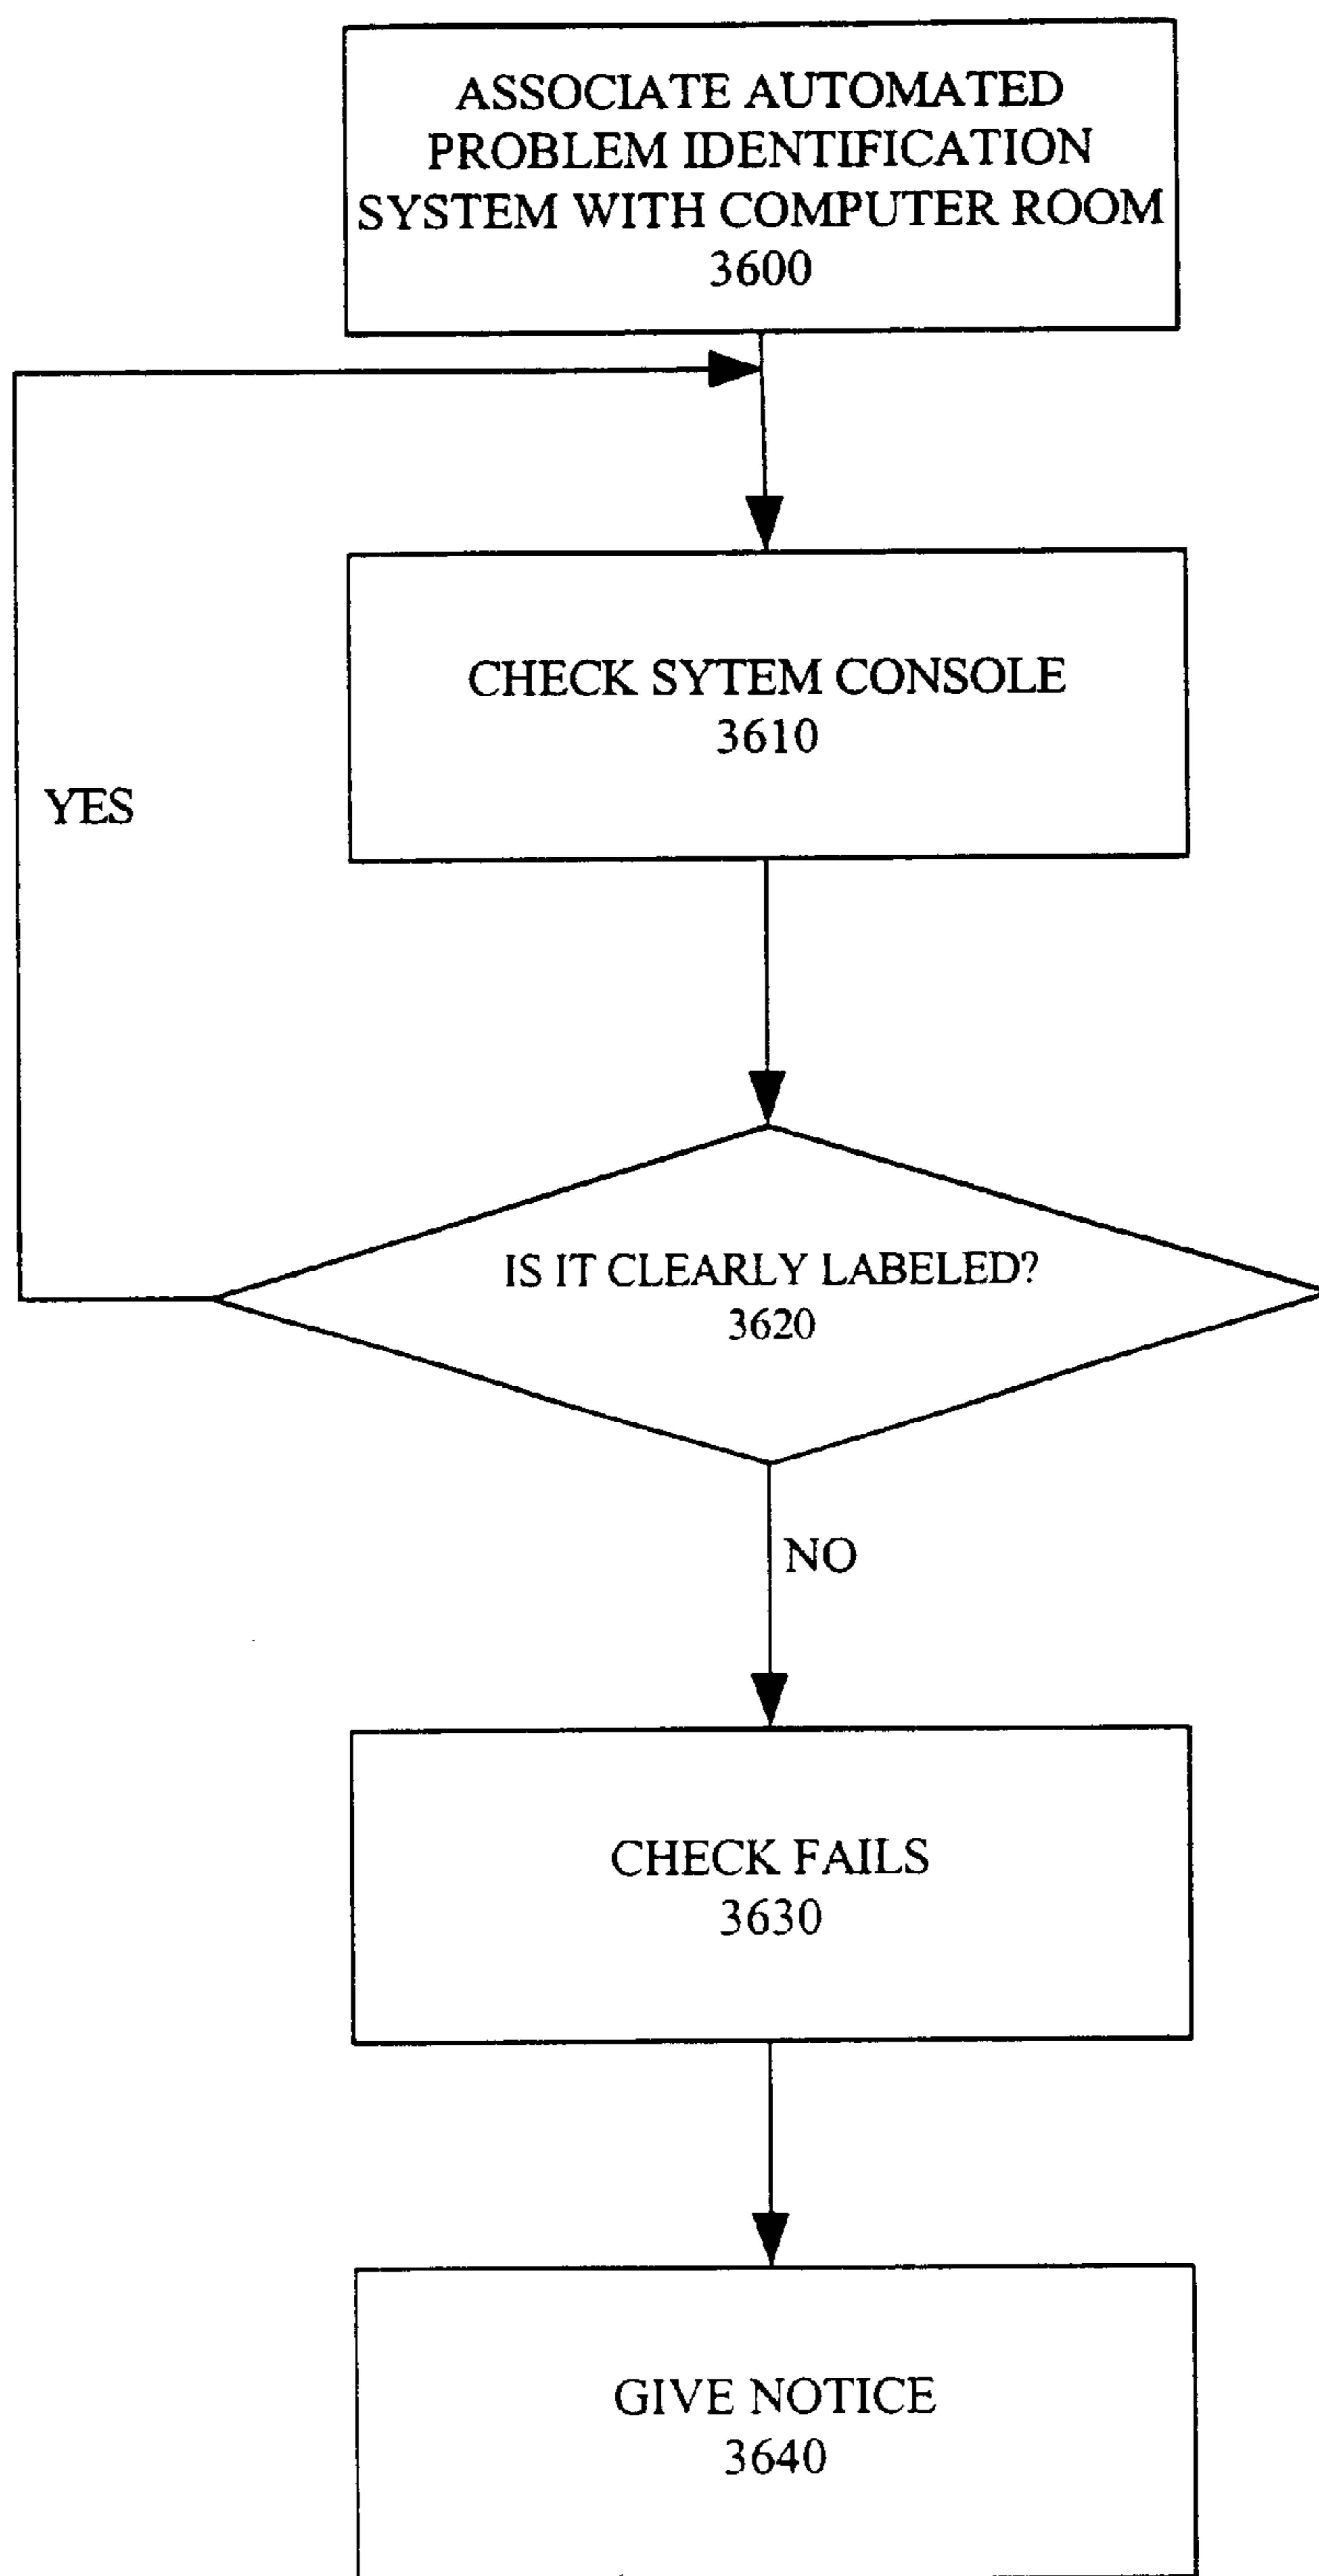 ASSOCIATE AUTOMATED
PROBLEM IDENTIFICATION
SYSTEM WITH COMPUTER ROOM
3600
CHECK SYTEM CONSOLE
3610
YES
IS IT CLEARLY LABELED?
3620
NO
CHECK FAILS
3630
GIVE NOTICE
3640